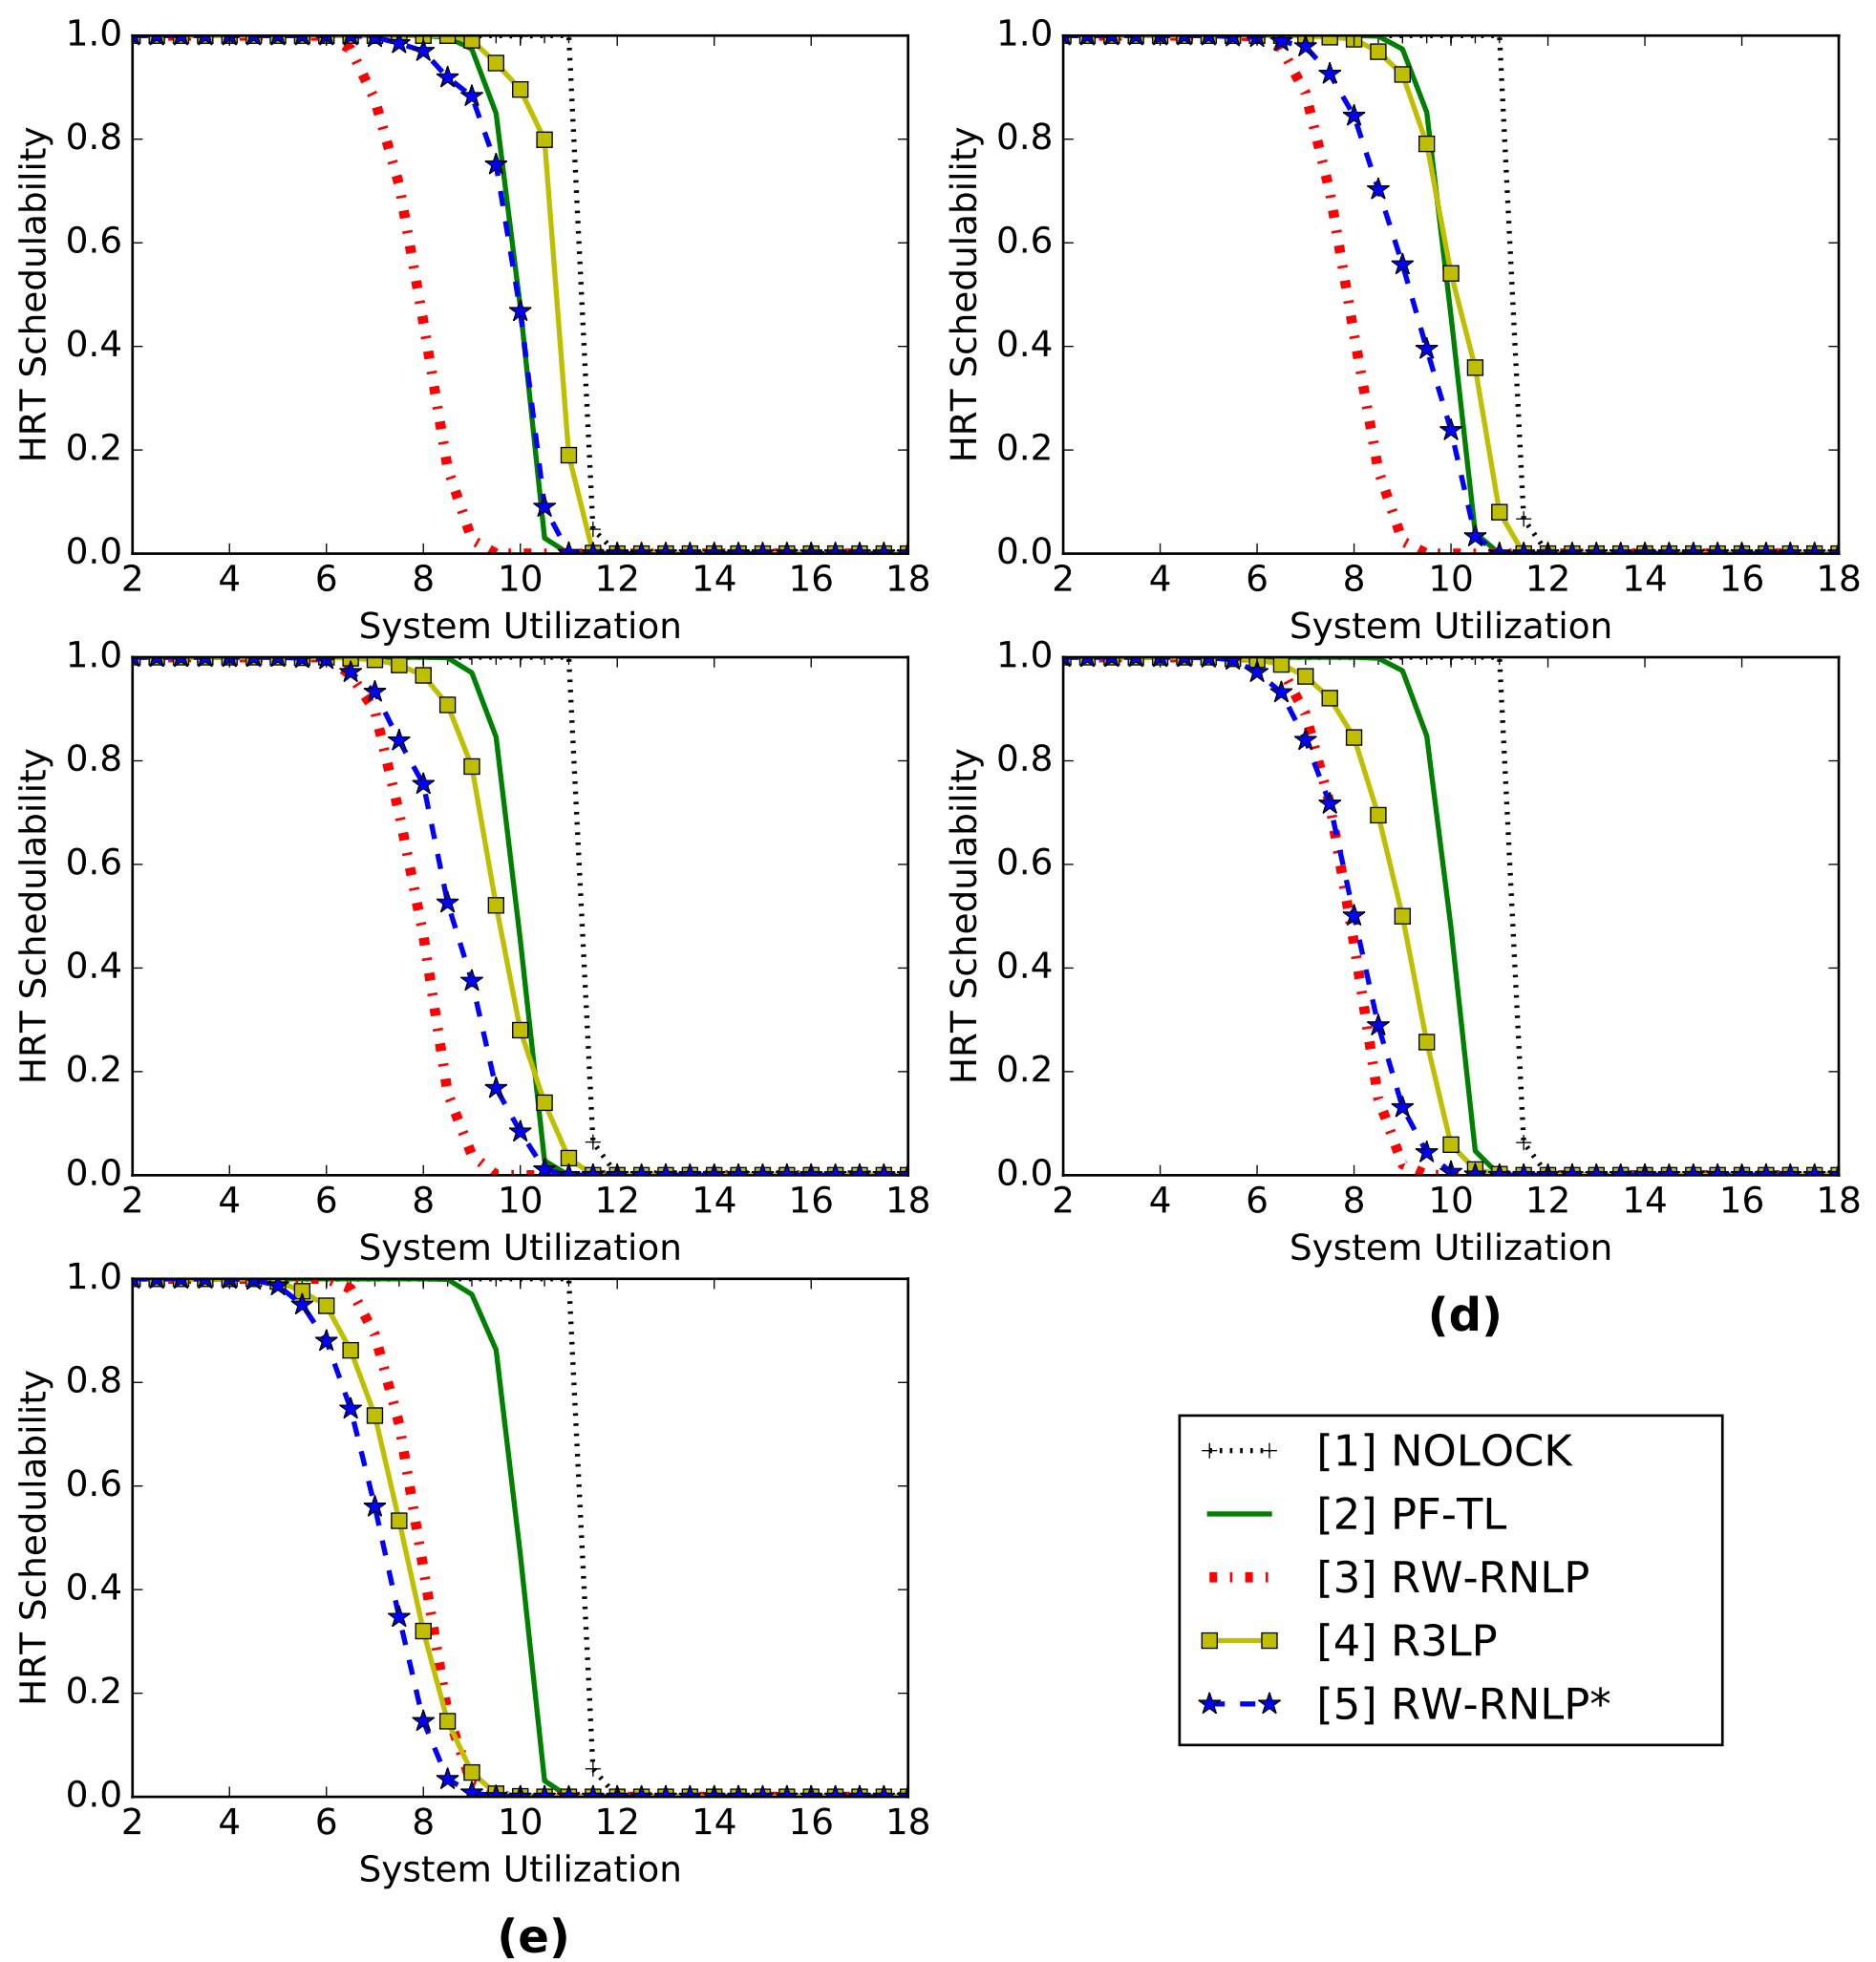 1.0
0.8
0.6
0.4
0.2
0.0
HRT Schedulability
2 4 6 8 10 12 14 16 18
System Utilization
1.0
0.8
0.6
0.4
0.2
0.0
HRT Schedulability
2 4 6 8 10 12 14 16 18
System Utilization
1.0
0.8
0.6
0.4
0.2
0.0
HRT Schedulability
2 4 6 8 10 12 14 16 18
System Utilization
1.0
0.8
0.6
0.4
0.2
0.0
HRT Schedulability
2 4 6 8 10 12 14 16 18
System Utilization
(d)
1.0
0.8
0.6
0.4
0.2
0.0
HRT Schedulability
2 4 6 8 10 12 14 16 18
System Utilization
(e)
[1] NOLOCK
[2] PF-TL
[3] RW-RNLP
[4] R3LP
[5] RW-RNLP*